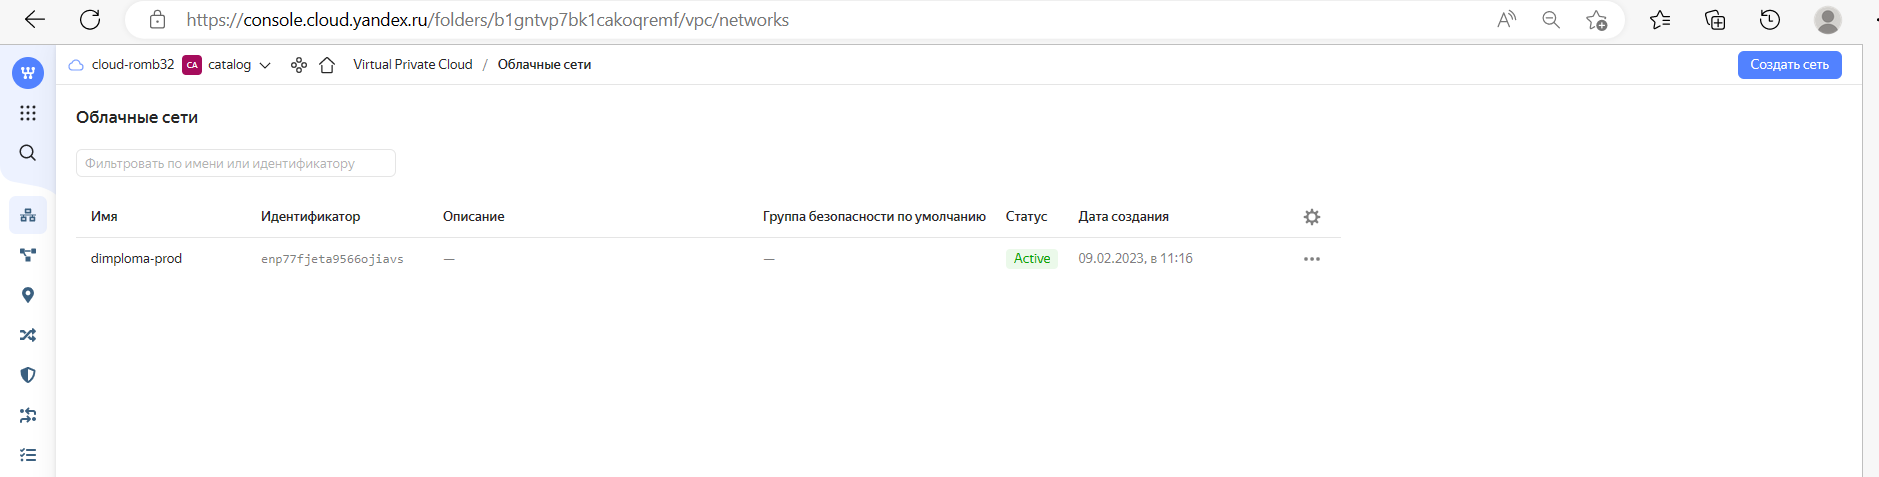 https://console.cloud.yandex.ru/folders/b1gntvp7bk1cakoqremf/vpc/networks
cloud-romb32 CA catalog Virtual Private Cloud / Облачные сети Создать сеть
Облачные сети
Фильтровать по имени или идентификатору
Имя Идентификатор Описание Группа безопасности по умолчанию Статус Дата создания
dimploma-prod enp77fjeta9566ojiavs — — Active 09.02.2023, в 11:16